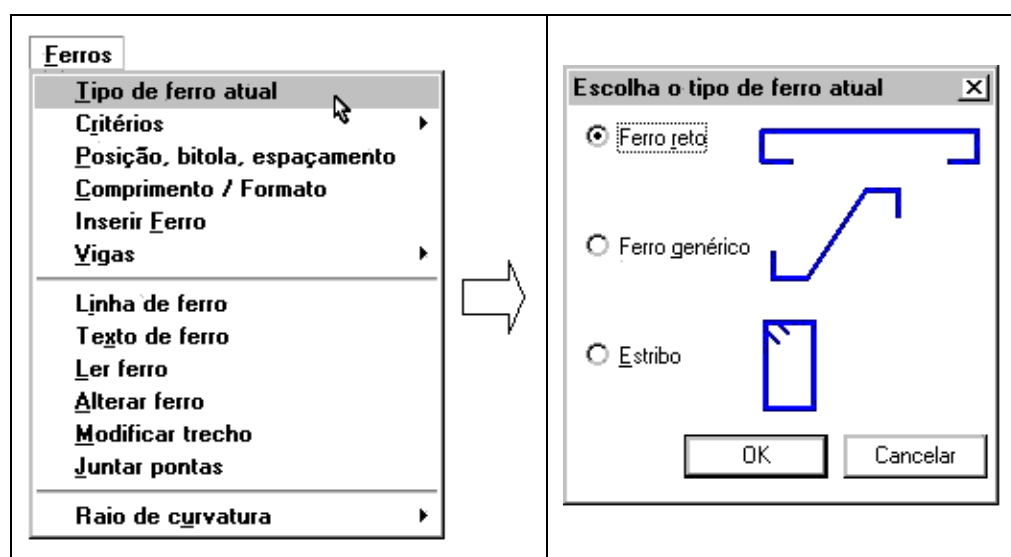 Ferros
Tipo de ferro atual
Critérios
Posição, bitola, espaçamento
Comprimento / Formato
Inserir Ferro
Vigas
Linha de ferro
Texto de ferro
Ler ferro
Alterar ferro
Modificar trecho
Juntar pontas
Raio de curvatura
Escolha o tipo de ferro atual
Ferro reto
Ferro genérico
Estribo
OK Cancelar